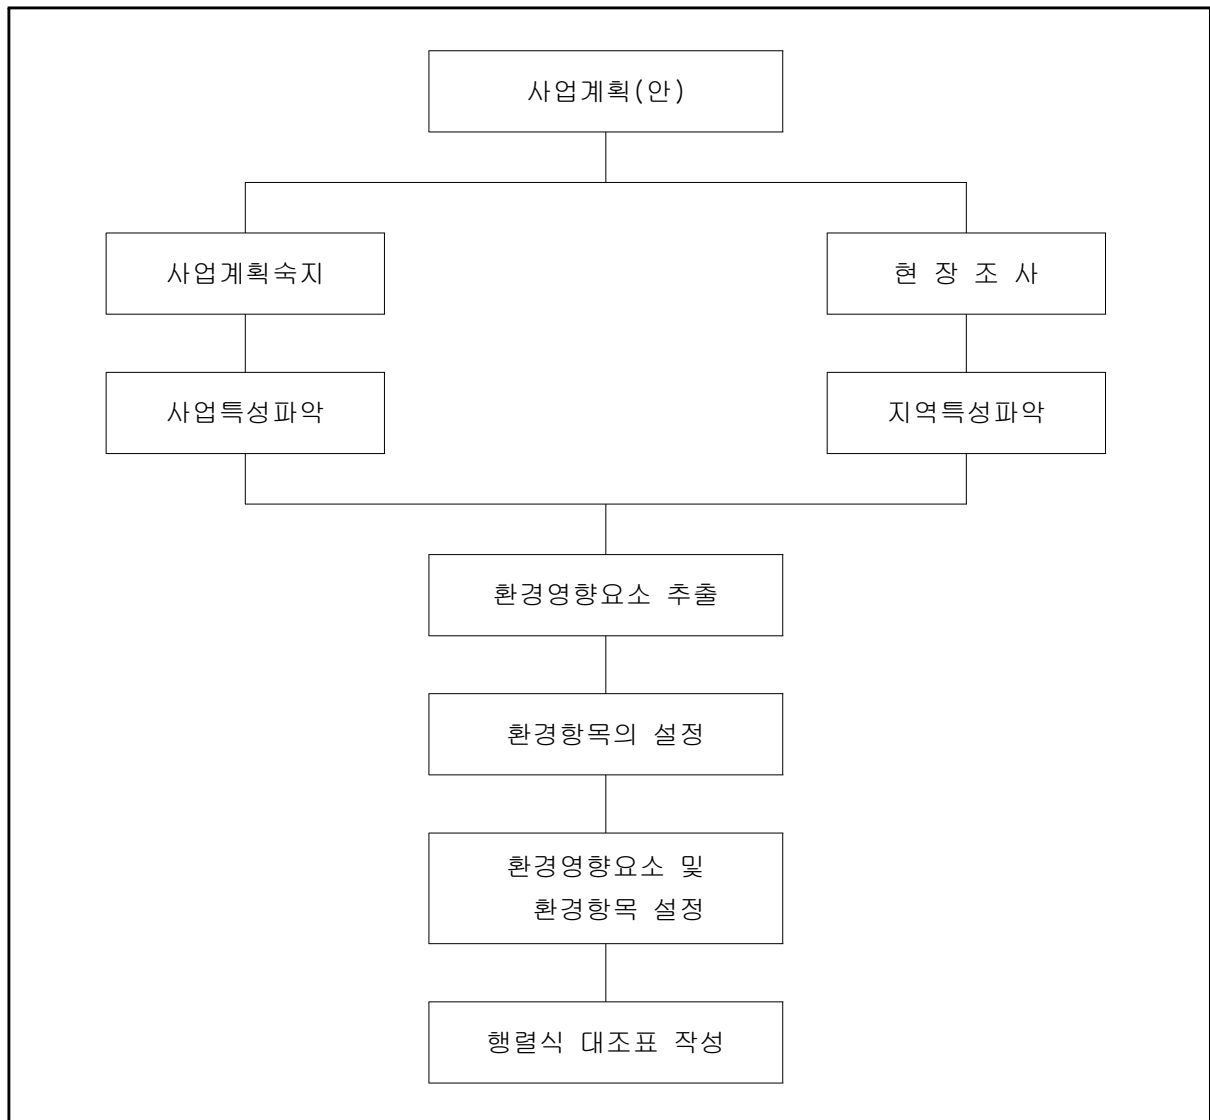 사업계획(안)
사업계획숙지
현 장 조 사
사업특성파악
지역특성파악
환경영향요소 추출
환경항목의 설정
환경영향요소 및
환경항목 설정
행렬식 대조표 작성